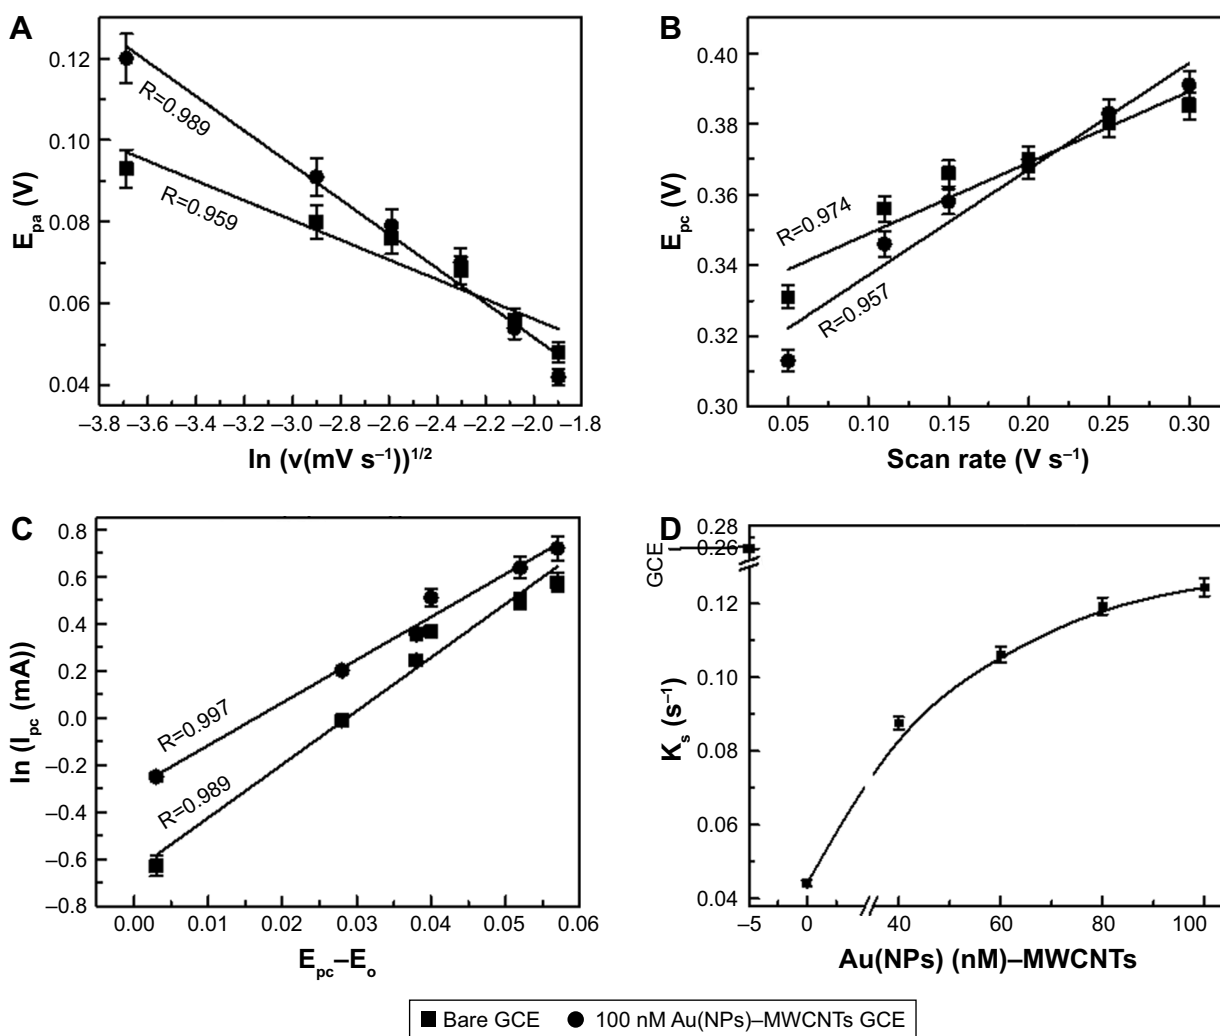 A
E_pa (V)
0.12
0.10
0.08
0.06
0.04
R=0.989
R=0.959
–3.8 –3.6 –3.4 –3.2 –3.0 –2.8 –2.6 –2.4 –2.2 –2.0 –1.8
ln (v(mV s⁻¹))^1/2
B
E_pc (V)
0.40
0.38
0.36
0.34
0.32
0.30
R=0.974
R=0.957
0.05 0.10 0.15 0.20 0.25 0.30
Scan rate (V s⁻¹)
C
ln (I_pc (mA))
0.8
0.6
0.4
0.2
0.0
–0.2
–0.4
–0.6
–0.8
R=0.997
R=0.989
0.00 0.01 0.02 0.03 0.04 0.05 0.06
E_pc–E_o
D
K_s (s⁻¹)
GCE
0.28
0.26
0.12
0.10
0.08
0.06
0.04
–5 0 40 60 80 100
Au(NPs) (nM)–MWCNTs
Bare GCE 100 nM Au(NPs)–MWCNTs GCE